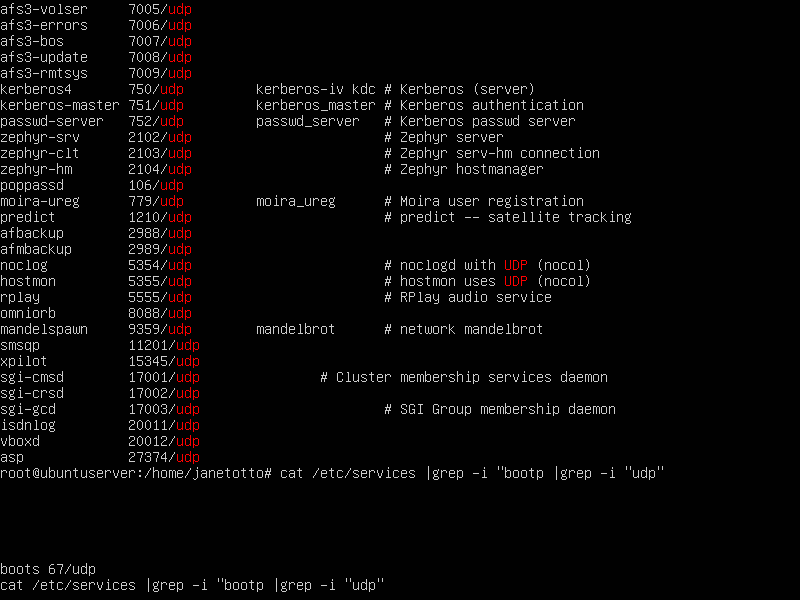 afs3-volser     7005/udp
afs3-errors     7006/udp
afs3-bos        7007/udp
afs3-update     7008/udp
afs3-rmtsys     7009/udp
kerberos4       750/udp         kerberos-iv kdc # Kerberos (server)
kerberos-master 751/udp         kerberos_master # Kerberos authentication
passwd-server   752/udp         passwd_server   # Kerberos passwd server
zephyr-srv      2102/udp                        # Zephyr server
zephyr-clt      2103/udp                        # Zephyr serv-hm connection
zephyr-hm       2104/udp                        # Zephyr hostmanager
poppassd        106/udp
moira-ureg      779/udp         moira_ureg      # Moira user registration
predict         1210/udp                        # predict -- satellite tracking
afbackup        2988/udp
afmbackup       2989/udp
noclog          5354/udp                        # noclogd with UDP (nocol)
hostmon         5355/udp                        # hostmon uses UDP (nocol)
rplay           5555/udp                        # RPlay audio service
omniorb         8088/udp
mandelspawn     9359/udp        mandelbrot      # network mandelbrot
smsqp           11201/udp
xpilot          15345/udp
sgi-cmsd        17001/udp               # Cluster membership services daemon
sgi-crsd        17002/udp
sgi-gcd         17003/udp                       # SGI Group membership daemon
isdnlog         20011/udp
vboxd           20012/udp
asp             27374/udp
root@ubuntuserver:/home/janetotto# cat /etc/services |grep -i "bootp |grep -i "udp"
boots 67/udp
cat /etc/services |grep -i "bootp |grep -i "udp"